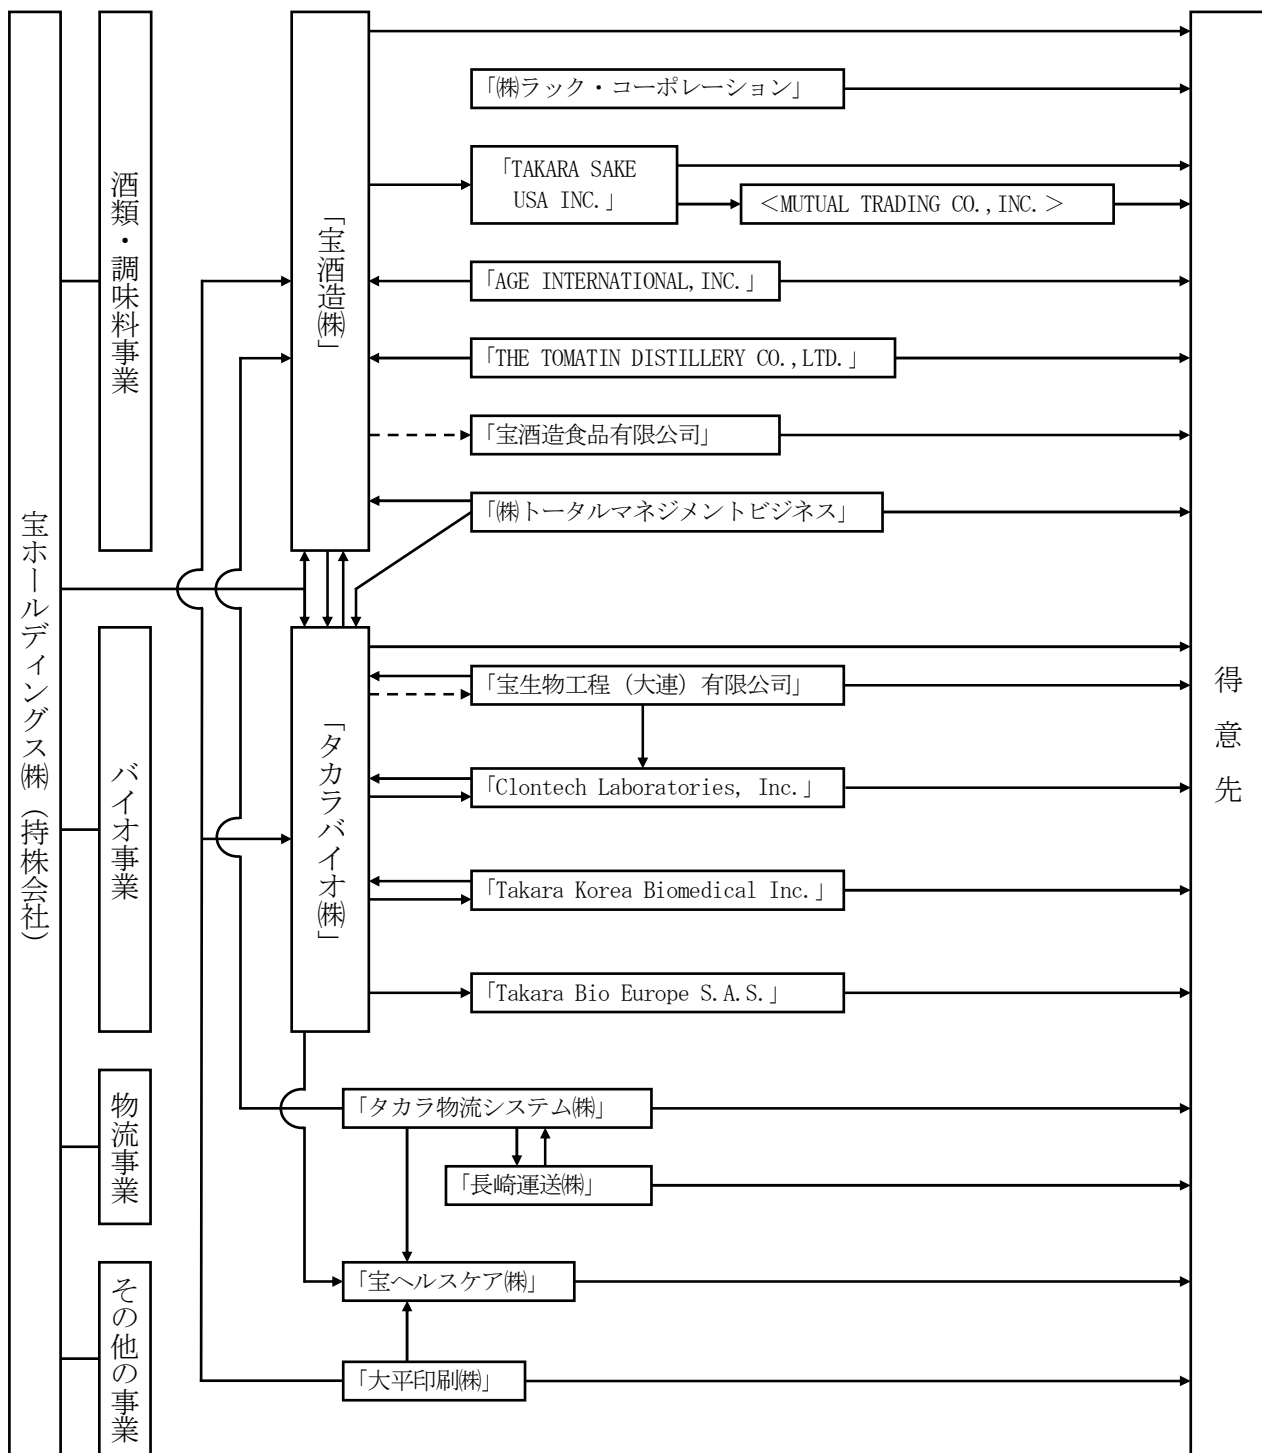 宝ホールディングス㈱（持株会社）
酒類・調味料事業
「宝酒造㈱」
「㈱ラック・コーポレーション」
「TAKARA SAKE
USA INC.」
＜MUTUAL TRADING CO.,INC.＞
「AGE INTERNATIONAL,INC.」
「THE TOMATIN DISTILLERY CO.,LTD.」
「宝酒造食品有限公司」
「㈱トータルマネジメントビジネス」
バイオ事業
「タカラバイオ㈱」
「宝生物工程（大連）有限公司」
「Clontech Laboratories, Inc.」
「Takara Korea Biomedical Inc.」
「Takara Bio Europe S.A.S.」
物流事業
「タカラ物流システム㈱」
「長崎運送㈱」
その他の事業
「宝ヘルスケア㈱」
「大平印刷㈱」
得意先